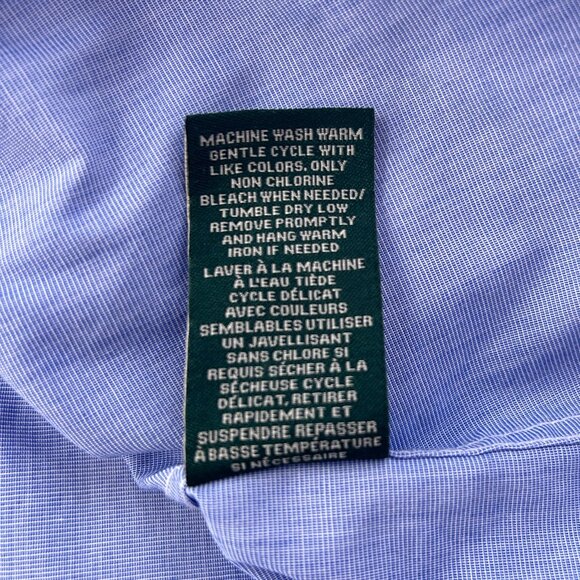 MACHINE WASH WARM
GENTLE CYCLE WITH
LIKE COLORS. ONLY
NON CHLORINE
BLEACH WHEN NEEDED/
TUMBLE DRY LOW
REMOVE PROMPTLY
AND HANG WARM
IRON IF NEEDED
LAVER À LA MACHINE
À L'EAU TIÈDE
CYCLE DÉLICAT
AVEC COULEURS
SEMBLABLES UTILISER
UN JAVELLISANT
SANS CHLORE SI
REQUIS SÉCHER À LA
SÉCHEUSE CYCLE
DÉLICAT, RETIRER
RAPIDEMENT ET
SUSPENDRE REPASSER
À BASSE TEMPÉRATURE
SI NÉCESSAIRE